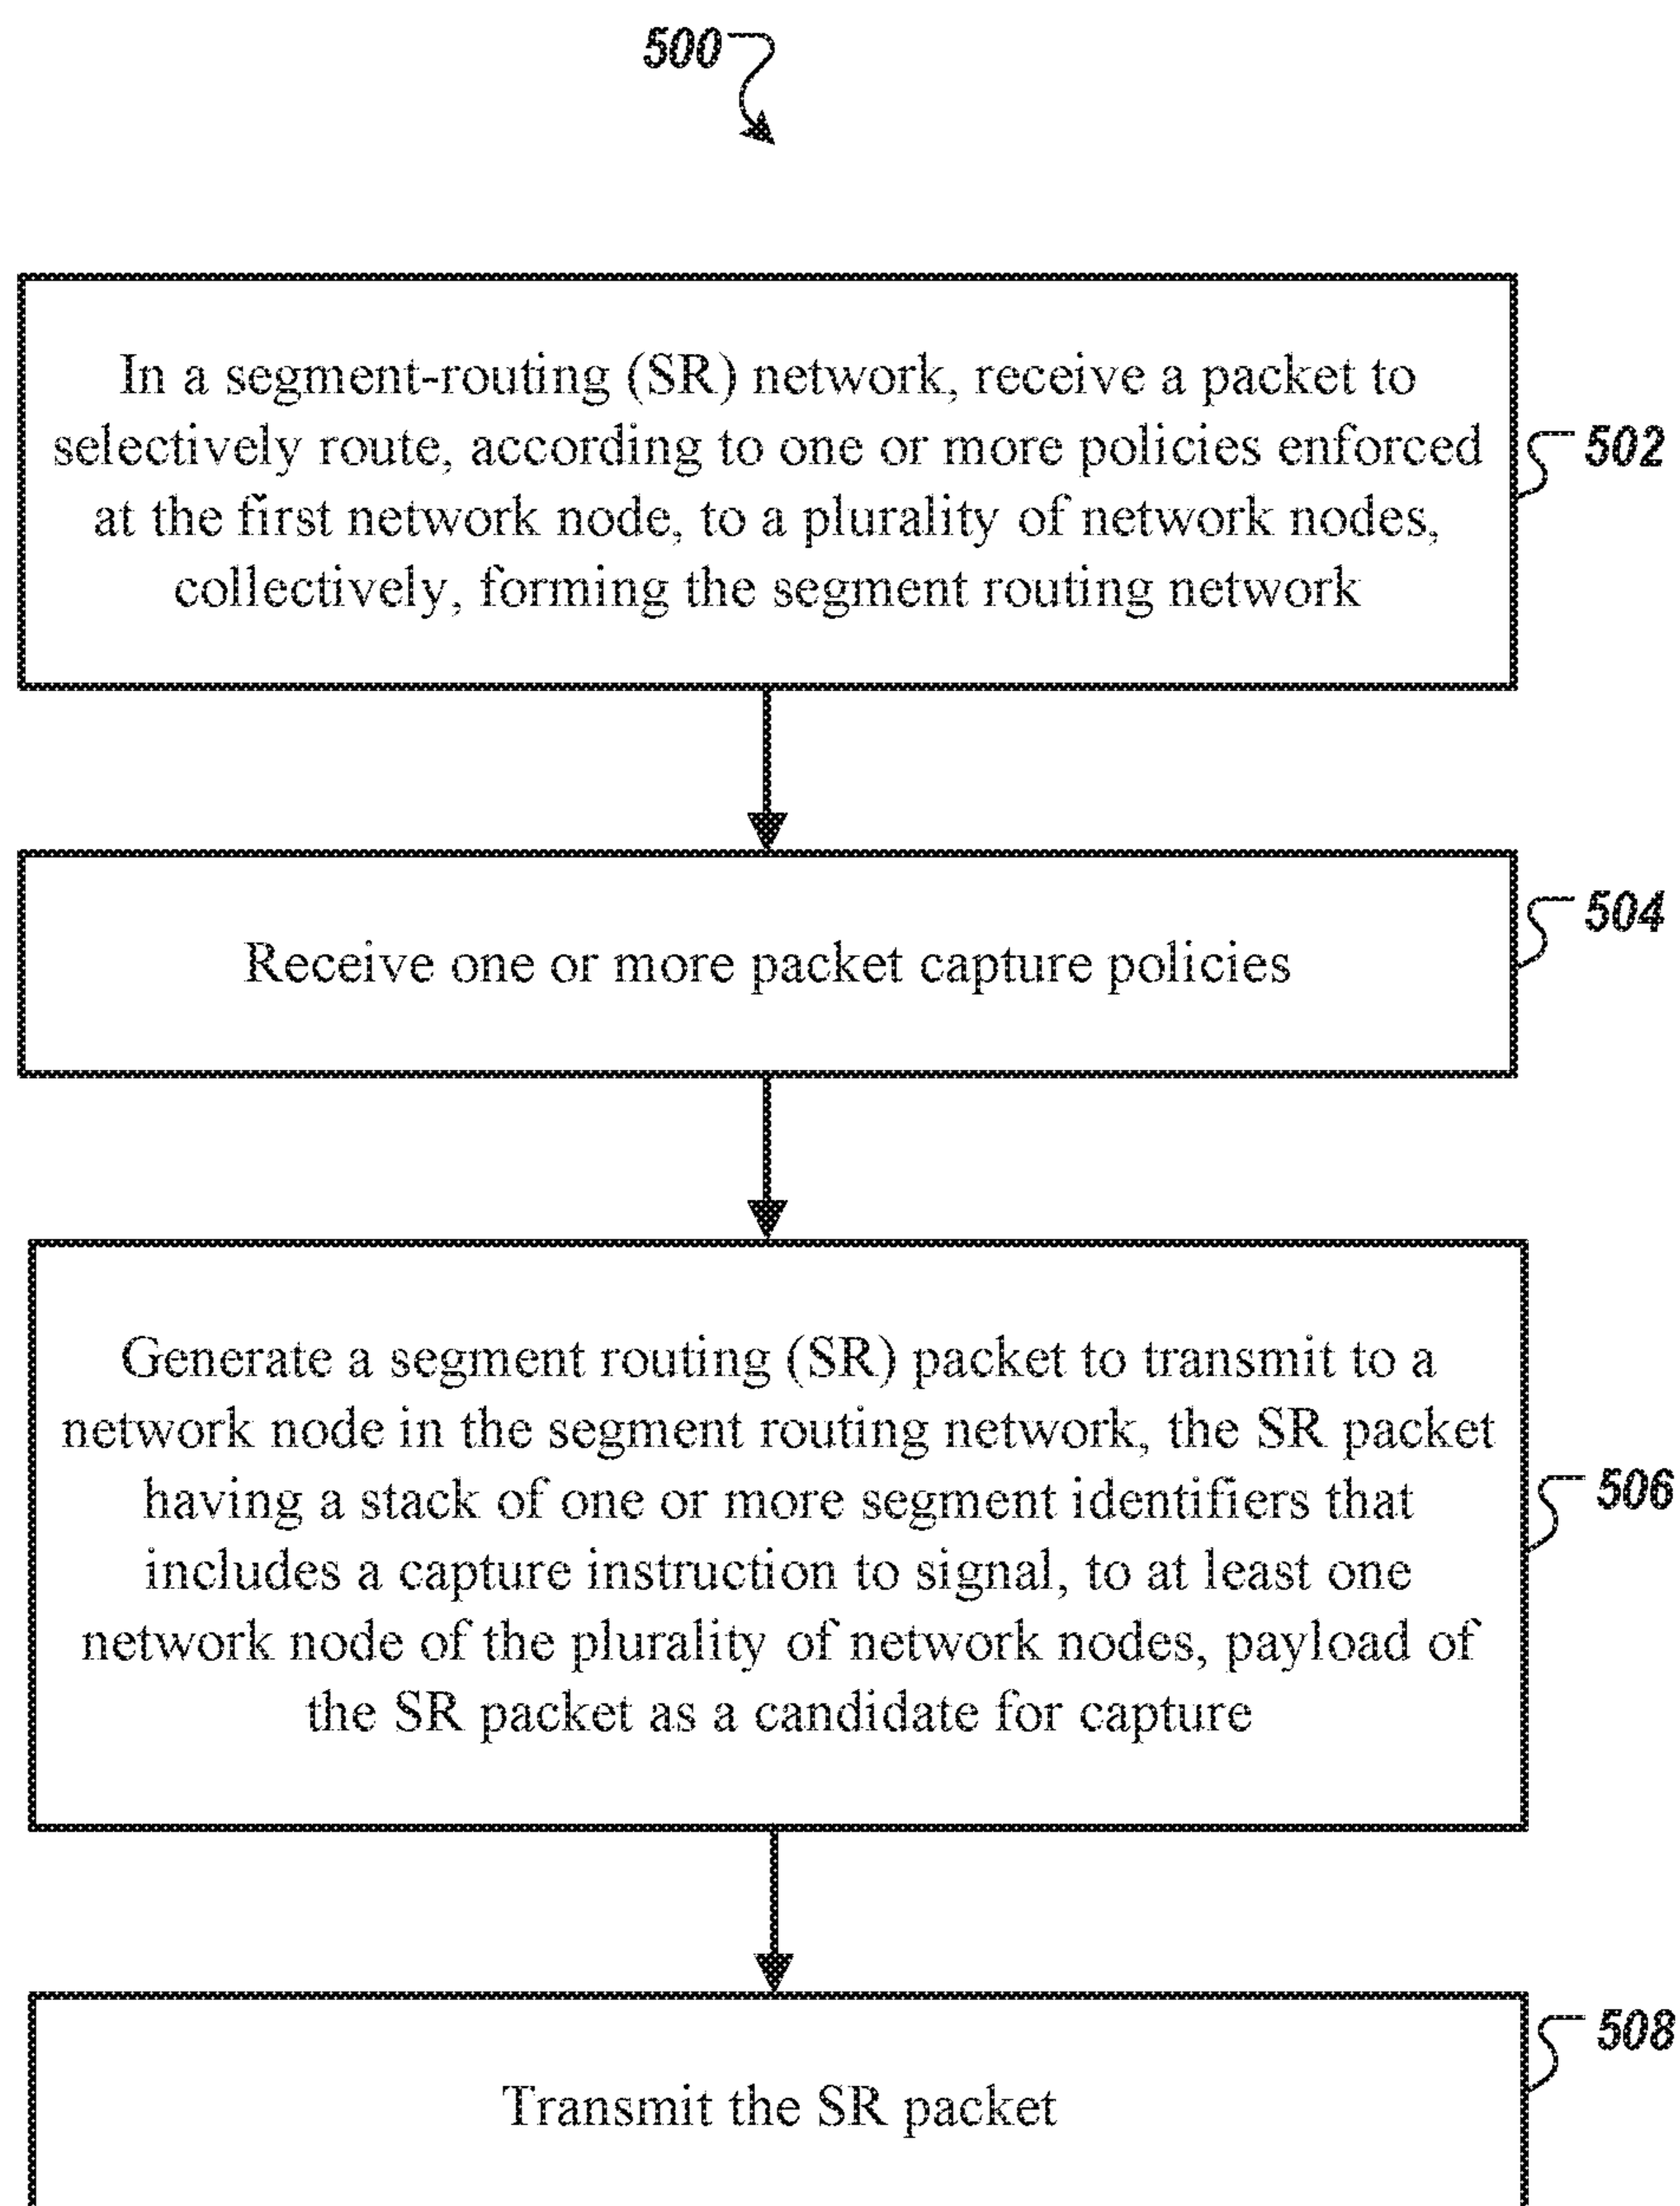 500
In a segment-routing (SR) network, receive a packet to
selectively route, according to one or more policies enforced
at the first network node, to a plurality of network nodes,
collectively, forming the segment routing network
502
Receive one or more packet capture policies
504
Generate a segment routing (SR) packet to transmit to a
network node in the segment routing network, the SR packet
having a stack of one or more segment identifiers that
includes a capture instruction to signal, to at least one
network node of the plurality of network nodes, payload of
the SR packet as a candidate for capture
506
Transmit the SR packet
508